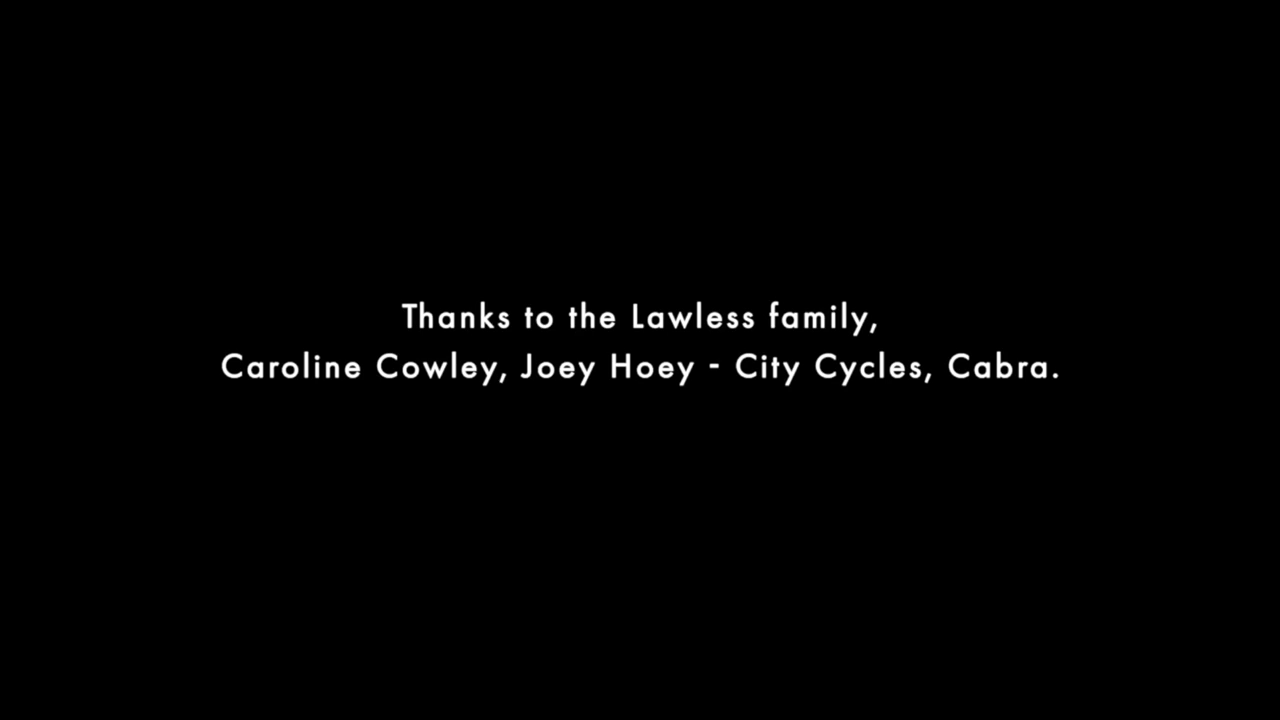 Thanks to the Lawless family,
Caroline Cowley, Joey Hoey - City Cycles, Cabra.